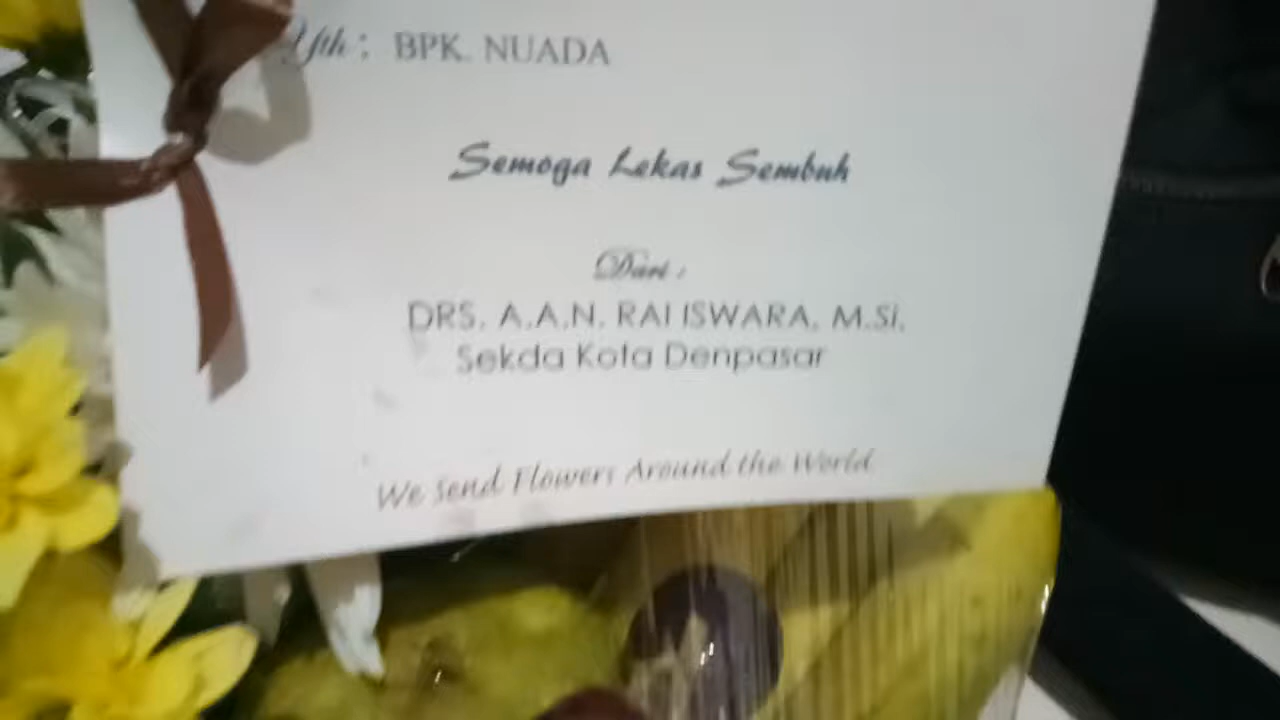 Yth : BPK. NUADA
Semoga Lekas Sembuh
Dari :
DRS. A.A.N. RAI ISWARA, M.Si.
Sekda Kota Denpasar
We Send Flowers Around the World